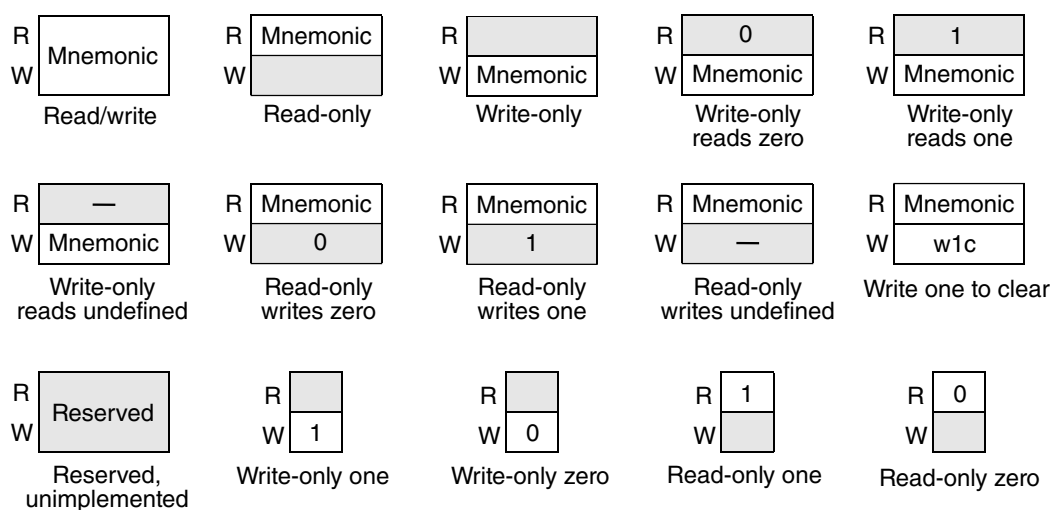 R Mnemonic R Mnemonic R R 0 R 1
W W W Mnemonic W Mnemonic W Mnemonic
Read/write Read-only Write-only Write-only Write-only
reads zero reads one
R — R Mnemonic R Mnemonic R Mnemonic R Mnemonic
W Mnemonic W 0 W 1 W — W w1c
Write-only Read-only Read-only Read-only Write one to clear
reads undefined writes zero writes one writes undefined
R Reserved R R R 1 R 0
W W 1 W 0 W W
Reserved, Write-only one Write-only zero Read-only one Read-only zero
unimplemented